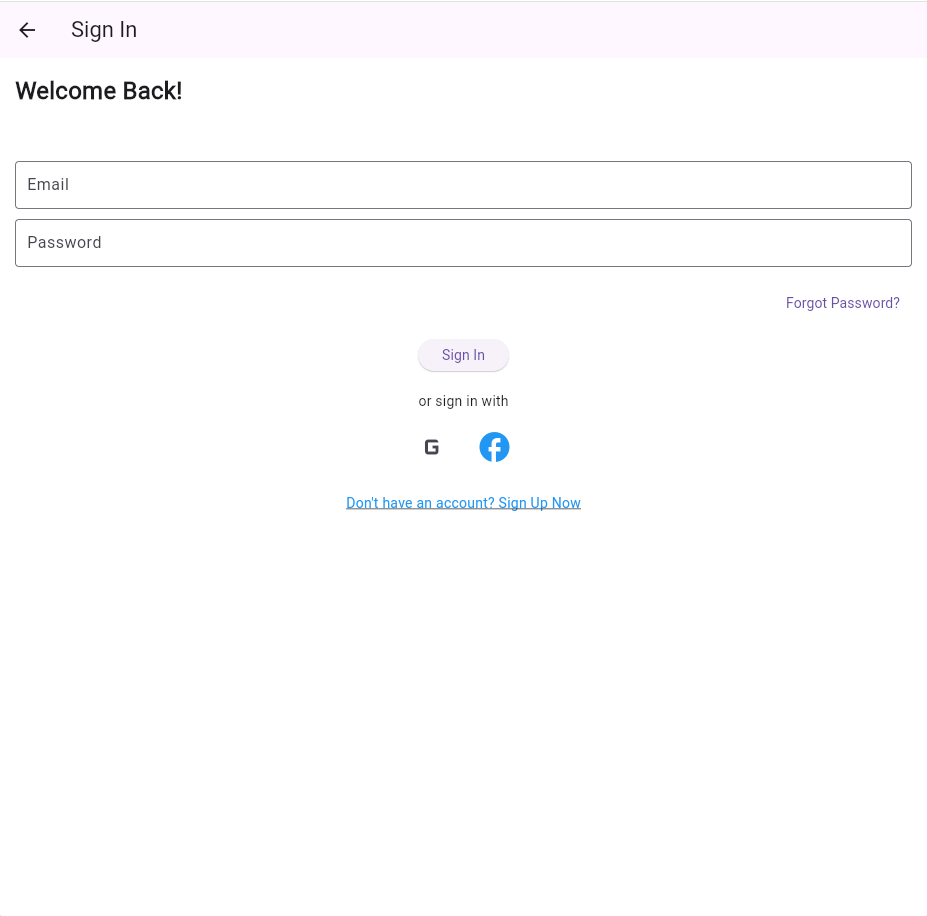 Sign In
Welcome Back!
Email
Password
Forgot Password?
Sign In
or sign in with
G f
Don't have an account? Sign Up Now